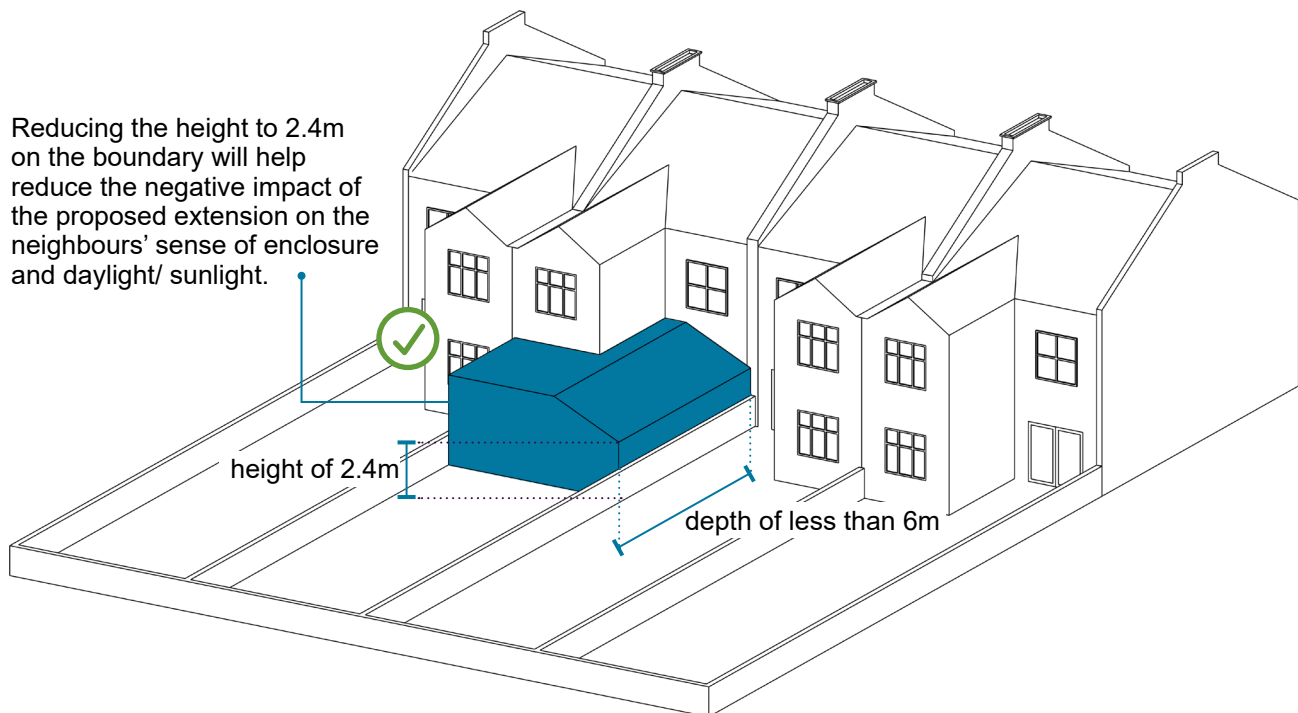 Reducing the height to 2.4m
on the boundary will help
reduce the negative impact of
the proposed extension on the
neighbours’ sense of enclosure
and daylight/ sunlight.
height of 2.4m
depth of less than 6m